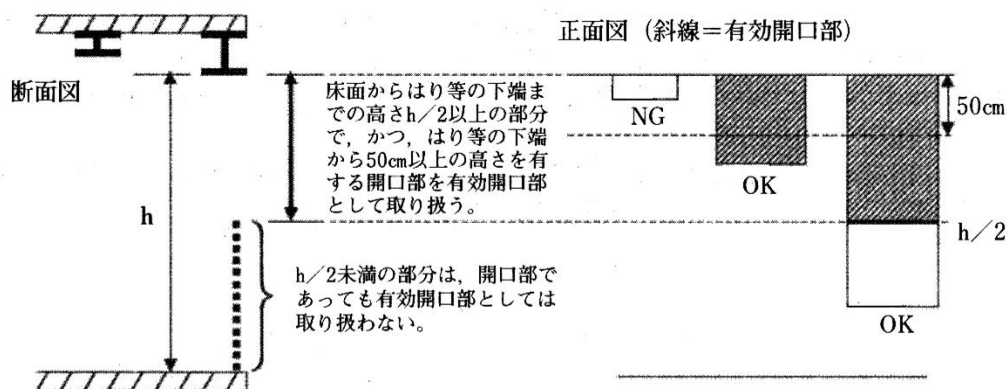 正面図（斜線＝有効開口部）
断面図
床面からはり等の下端ま
での高さh/2以上の部分
で，かつ，はり等の下端
から50cm以上の高さを有
する開口部を有効開口部
として取り扱う。
h
NG
OK
50cm
h／2
h/2未満の部分は，開口部で
あっても有効開口部としては
取り扱わない。
OK